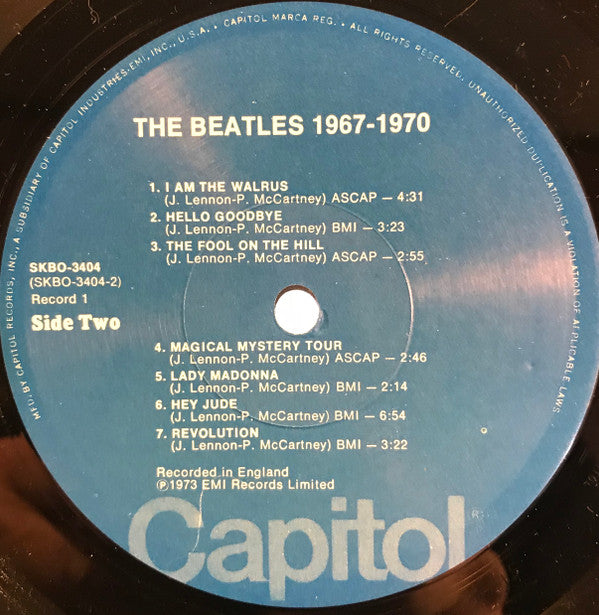 MFD. BY CAPITOL RECORDS, INC., A SUBSIDIARY OF CAPITOL INDUSTRIES-EMI, INC., U.S.A. • CAPITOL MARCA REG. • ALL RIGHTS RESERVED. UNAUTHORIZED DUPLICATION IS A VIOLATION OF APPLICABLE LAWS
THE BEATLES 1967-1970
1. I AM THE WALRUS
(J. Lennon-P. McCartney) ASCAP — 4:31
2. HELLO GOODBYE
(J. Lennon-P. McCartney) BMI — 3:23
3. THE FOOL ON THE HILL
(J. Lennon-P. McCartney) ASCAP — 2:55
SKBO-3404
(SKBO-3404-2)
Record 1
Side Two
4. MAGICAL MYSTERY TOUR
(J. Lennon-P. McCartney) ASCAP — 2:46
5. LADY MADONNA
(J. Lennon-P. McCartney) BMI — 2:14
6. HEY JUDE
(J. Lennon-P. McCartney) BMI — 6:54
7. REVOLUTION
(J. Lennon-P. McCartney) BMI — 3:22
Recorded in England
℗1973 EMI Records Limited
Capitol®